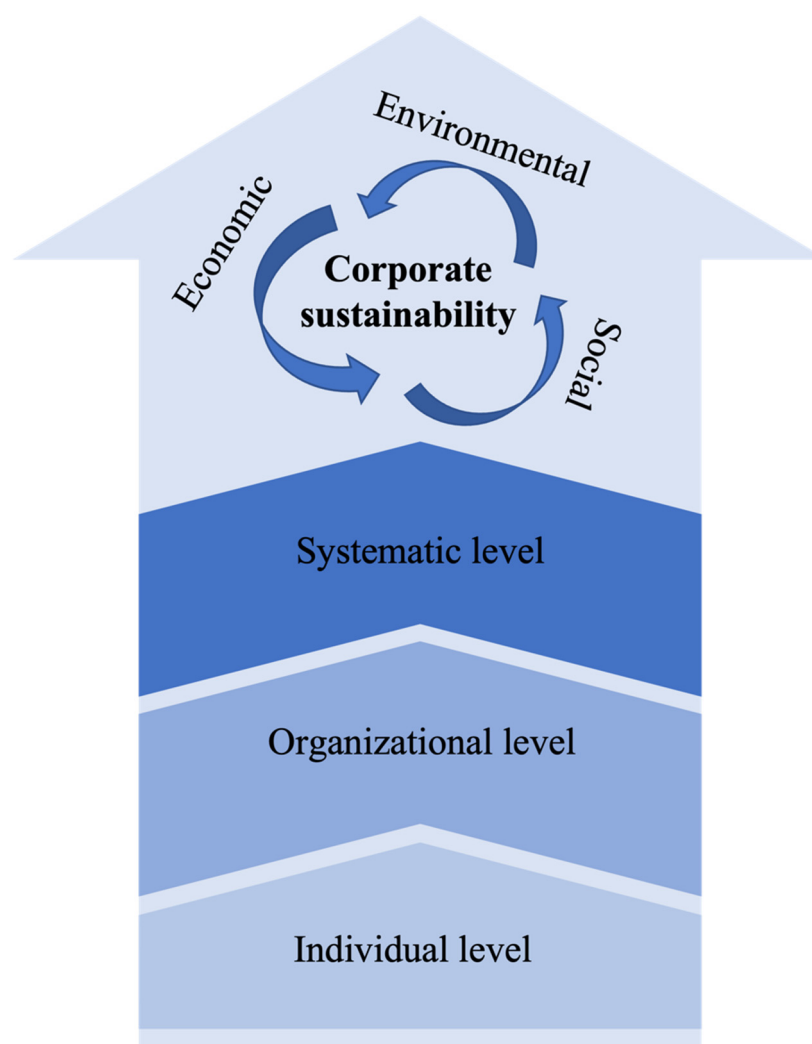 Environmental
Economic
Corporate
sustainability
Social
Systematic level
Organizational level
Individual level